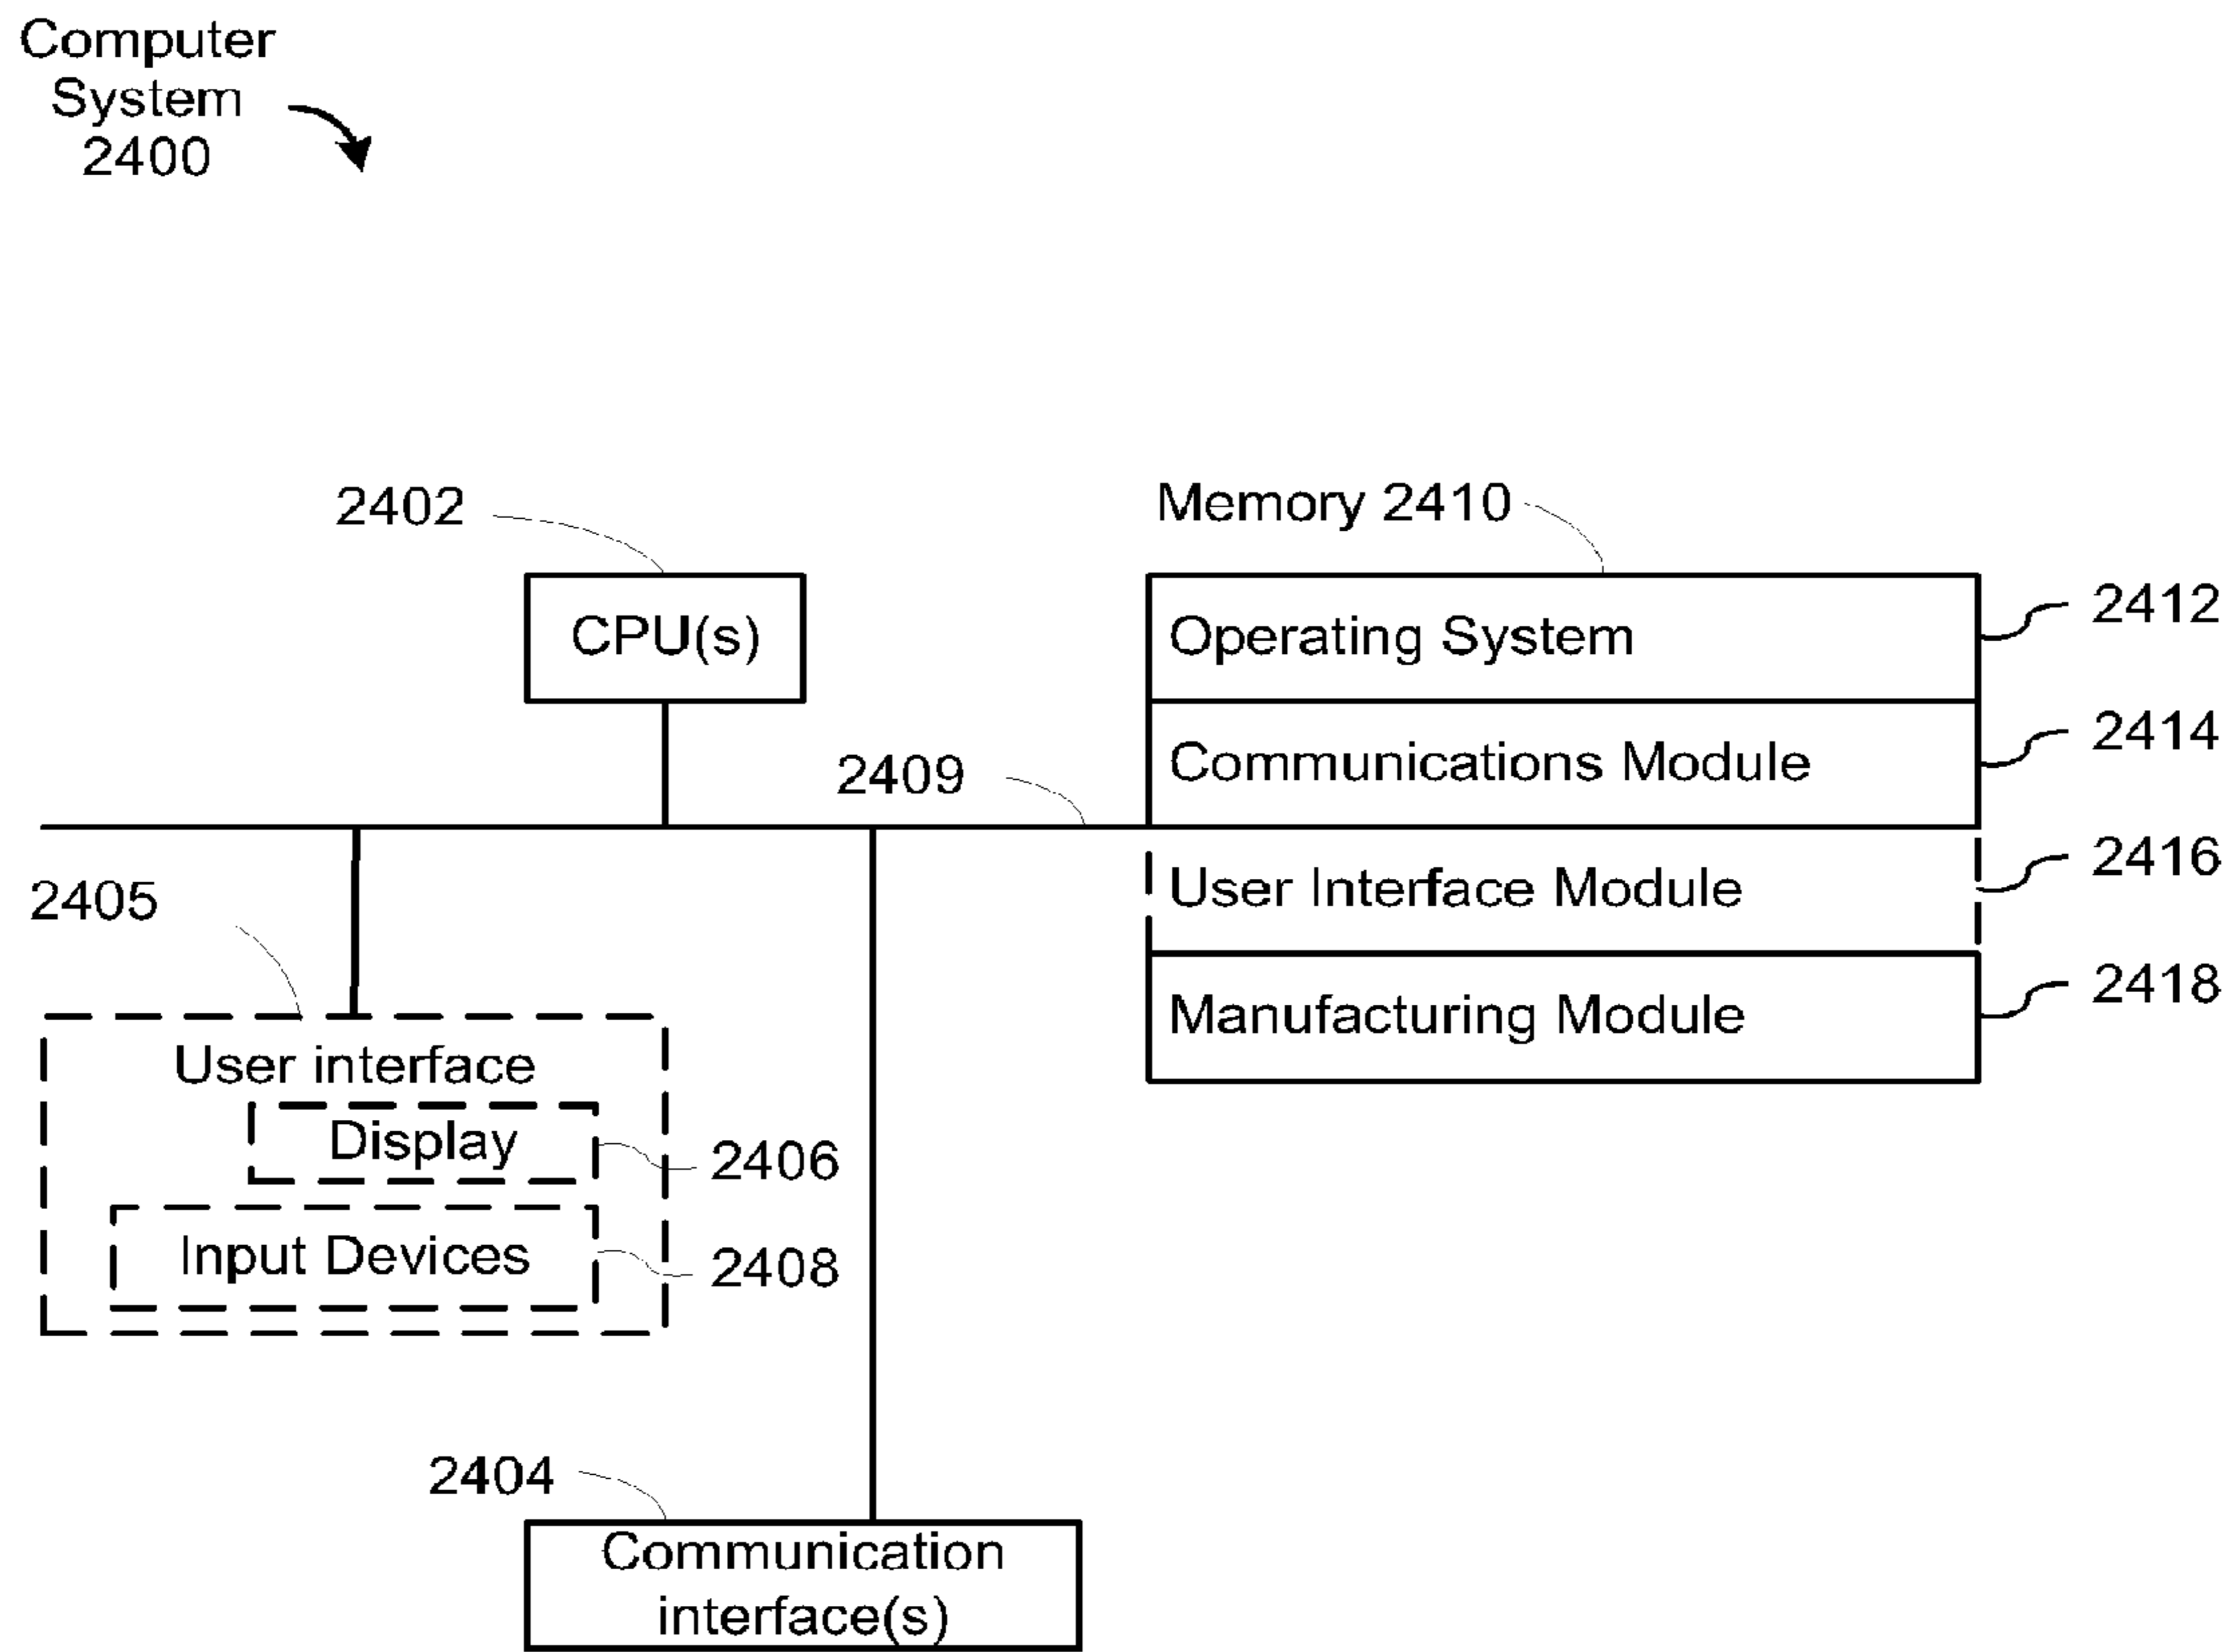 Computer
System
2400
2402
Memory 2410
CPU(s)
Operating System
2412
Communications Module
2414
2409
User Interface Module
2416
2405
Manufacturing Module
2418
User interface
Display
2406
Input Devices
2408
2404
Communication
interface(s)